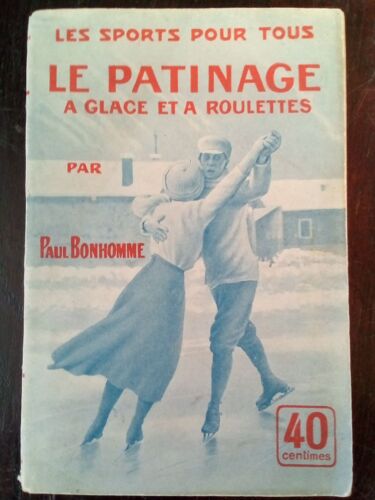 LES SPORTS POUR TOUS
LE PATINAGE
A GLACE ET A ROULETTES
PAR
PAUL BONHOMME
40
centimes